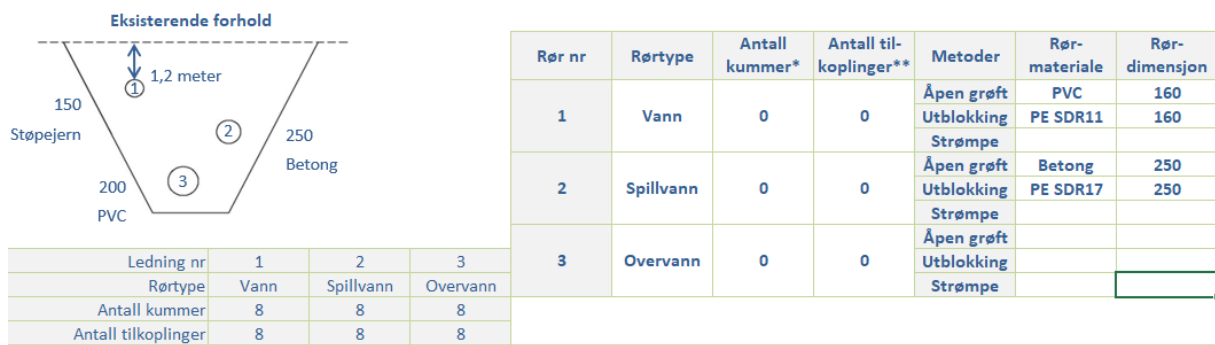 Eksisterende forhold
1,2 meter
1
150
Støpejern
2
250
Betong
3
200
PVC
Ledning nr 1 2 3
Rørtype Vann Spillvann Overvann
Antall kummer 8 8 8
Antall tilkoplinger 8 8 8
Rør nr Rørtype Antall kummer* Antall til-koplinger** Metoder Rør-materiale Rør-dimensjon
Åpen grøft PVC 160
1 Vann 0 0 Utblokking PE SDR11 160
Strømpe
Åpen grøft Betong 250
2 Spillvann 0 0 Utblokking PE SDR17 250
Strømpe
Åpen grøft
3 Overvann 0 0 Utblokking
Strømpe